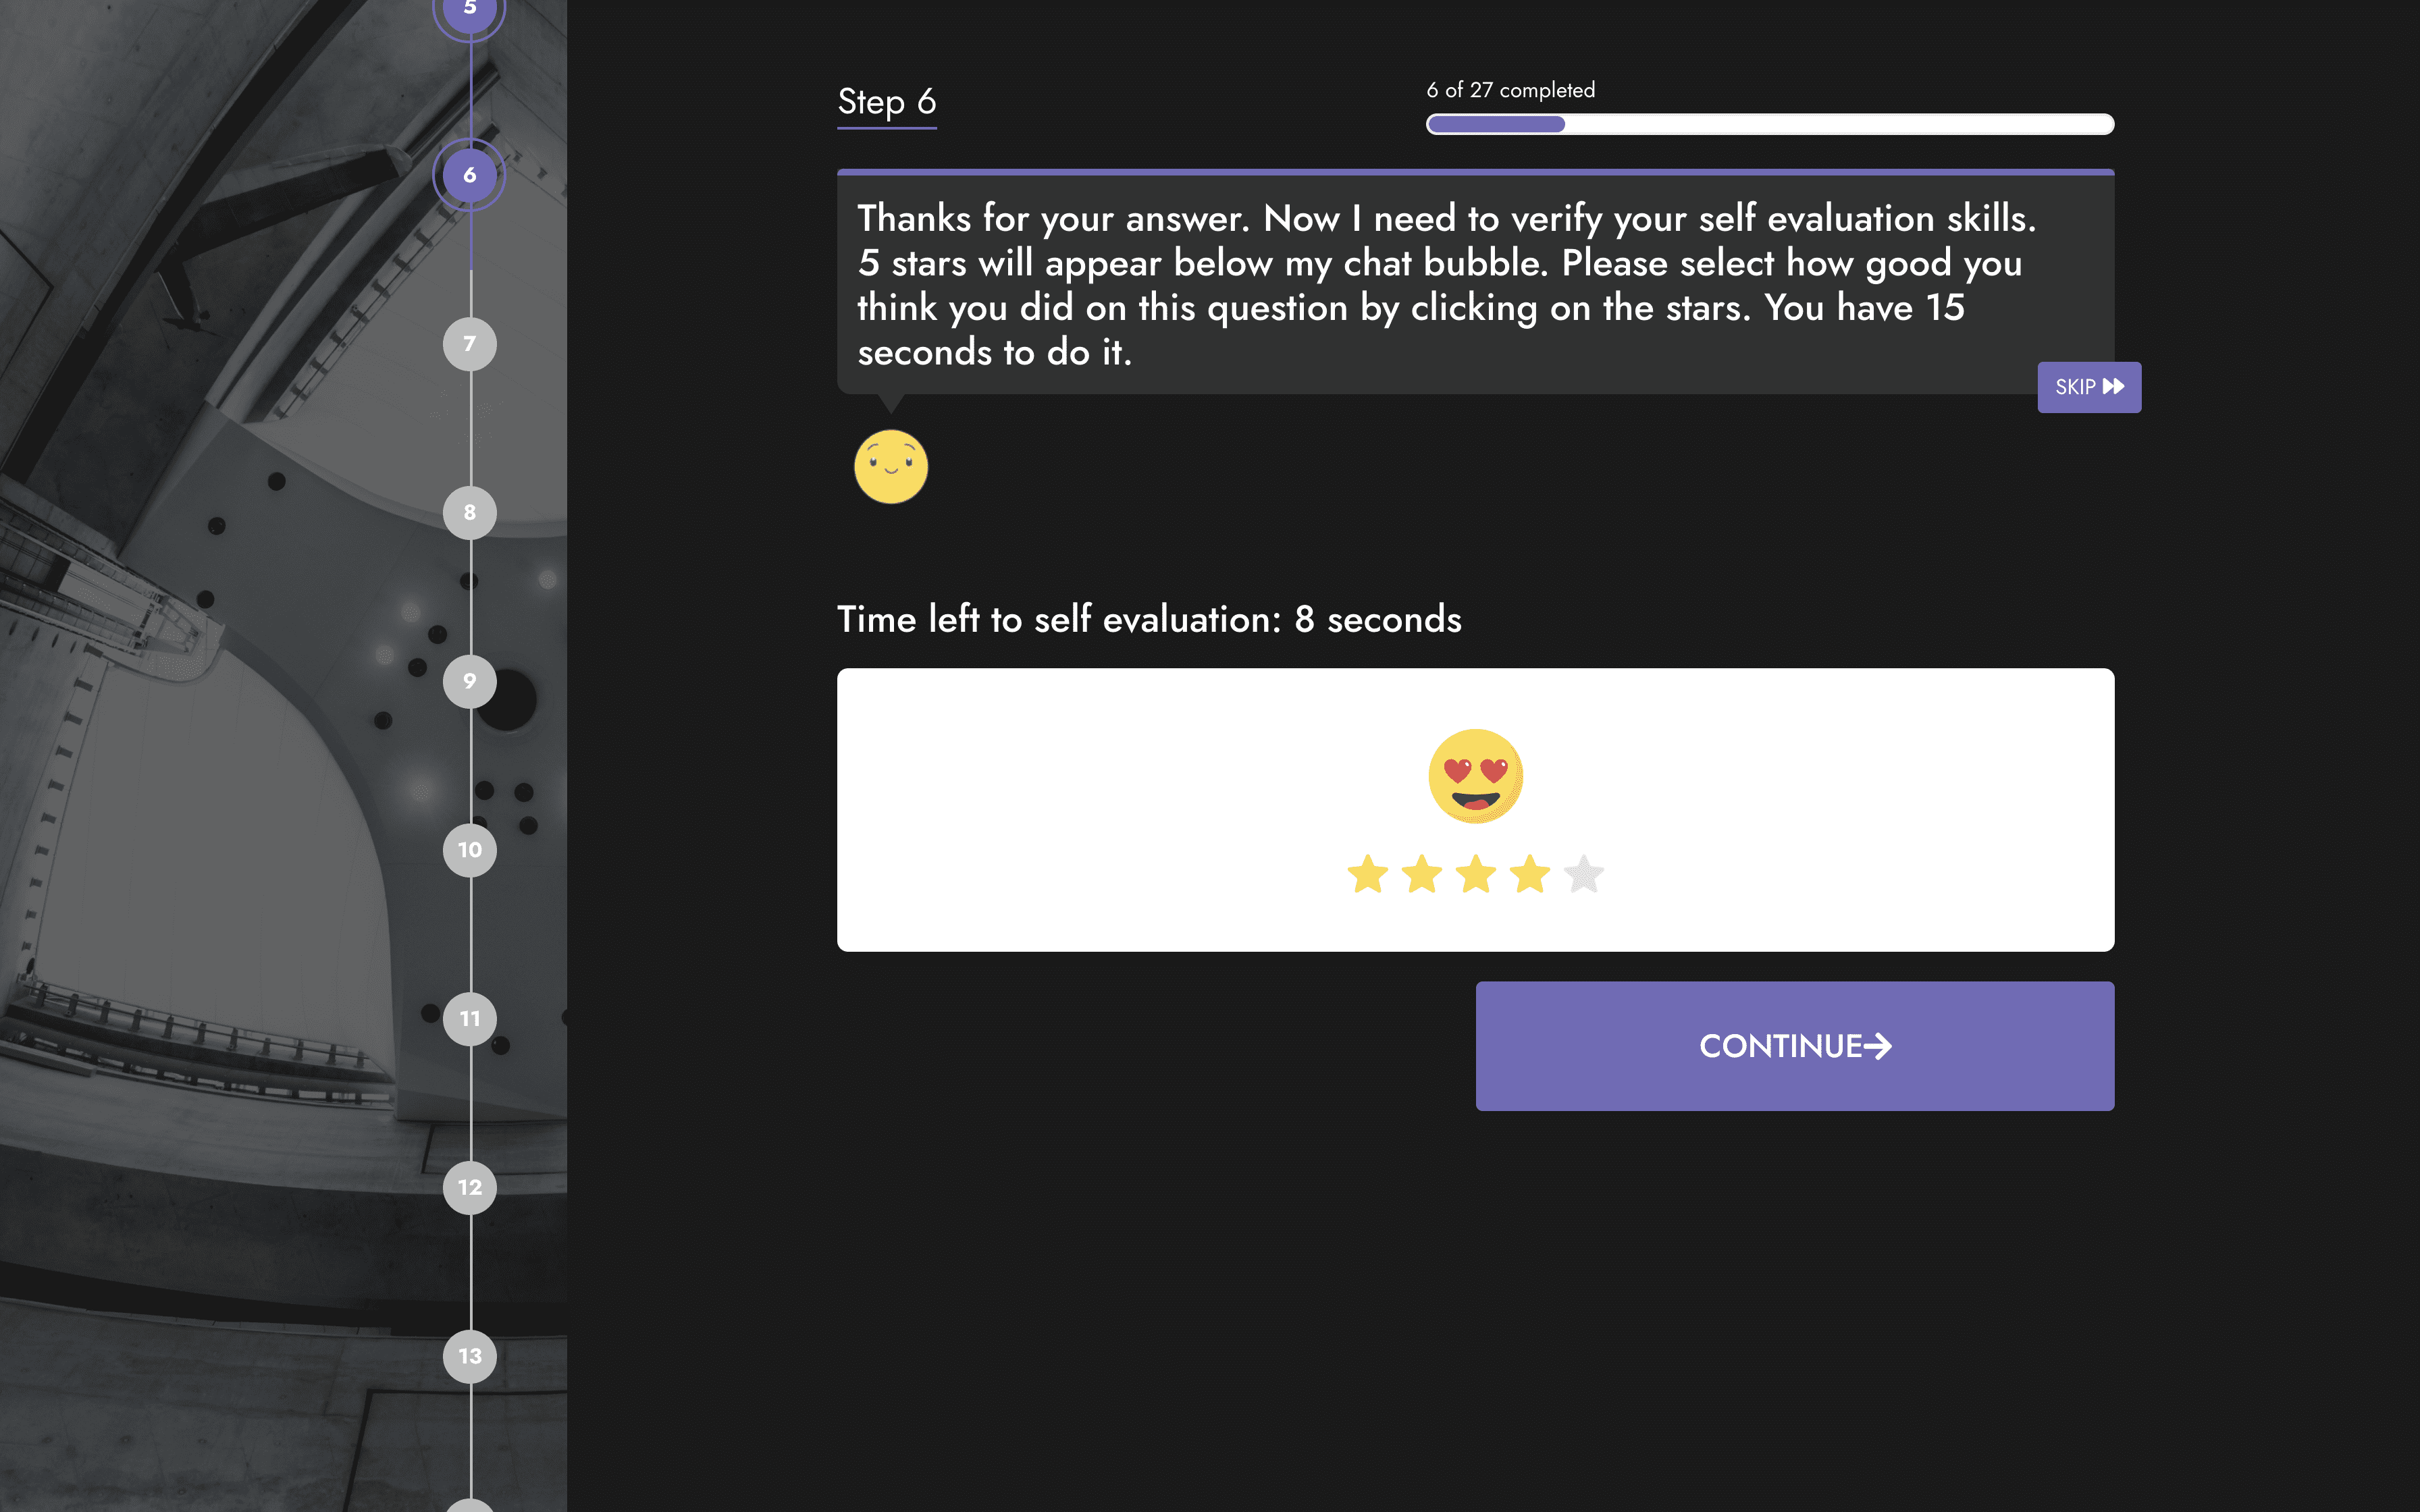 5
6
7
8
9
10
11
12
13
Step 6
6 of 27 completed
Thanks for your answer. Now I need to verify your self evaluation skills.
5 stars will appear below my chat bubble. Please select how good you
think you did on this question by clicking on the stars. You have 15
seconds to do it.
SKIP
Time left to self evaluation: 8 seconds
CONTINUE